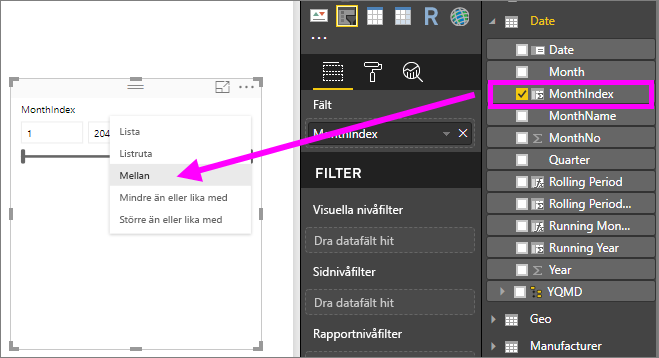 MonthIndex
1
204
Lista
Listruta
Mellan
Mindre än eller lika med
Större än eller lika med
R
Py
...
Fält
MonthIndex
FILTER
Visuella nivåfilter
Dra datafält hit
Sidnivåfilter
Dra datafält hit
Rapportnivåfilter
Date
Date
Month
MonthIndex
MonthName
MonthNo
Quarter
Rolling Period
Rolling Period...
Running Mon...
Running Year
Year
YQMD
Geo
Manufacturer